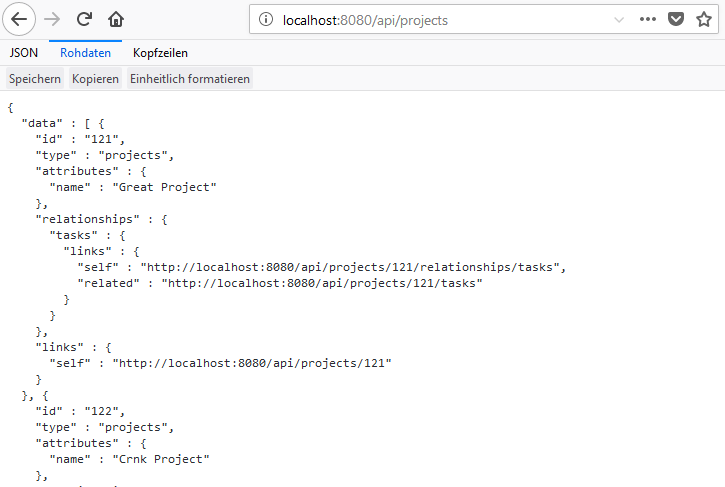 localhost:8080/api/projects
JSON Rohdaten Kopfzeilen
Speichern Kopieren Einheitlich formatieren
{
  "data" : [ {
    "id" : "121",
    "type" : "projects",
    "attributes" : {
      "name" : "Great Project"
    },
    "relationships" : {
      "tasks" : {
        "links" : {
          "self" : "http://localhost:8080/api/projects/121/relationships/tasks",
          "related" : "http://localhost:8080/api/projects/121/tasks"
        }
      }
    },
    "links" : {
      "self" : "http://localhost:8080/api/projects/121"
    }
  }, {
    "id" : "122",
    "type" : "projects",
    "attributes" : {
      "name" : "Crnk Project"
    },